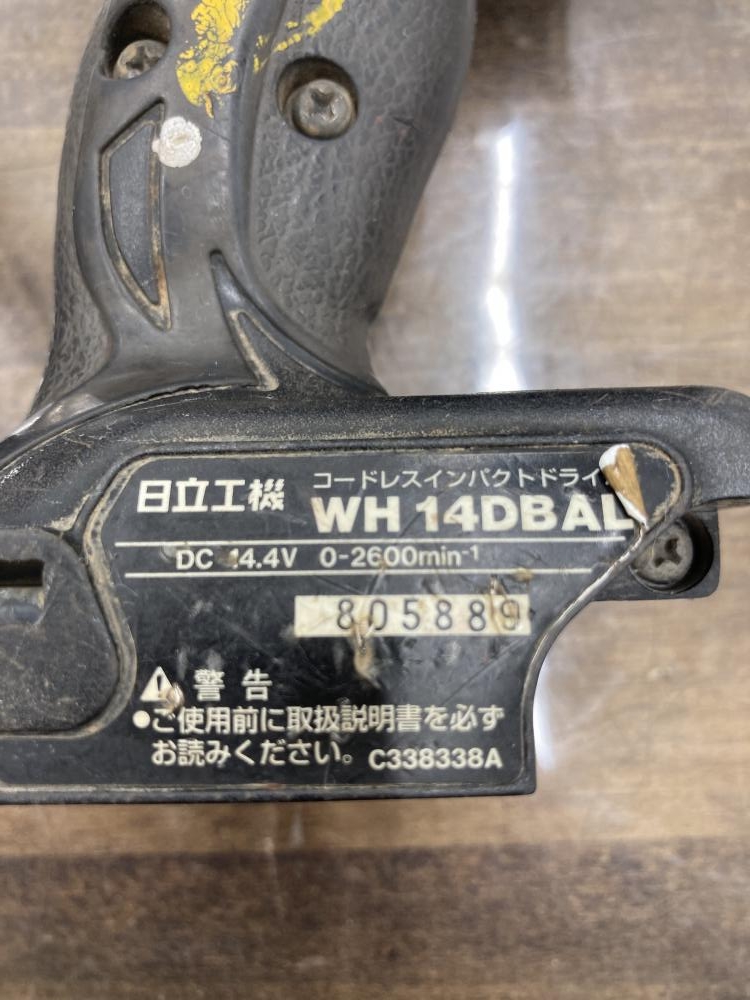 日立工機
コードレスインパクトドライ
WH 14DBAL
DC 14.4V 0-2600min⁻¹
805889
警告
●ご使用前に取扱説明書を必ず
お読みください。 C338338A